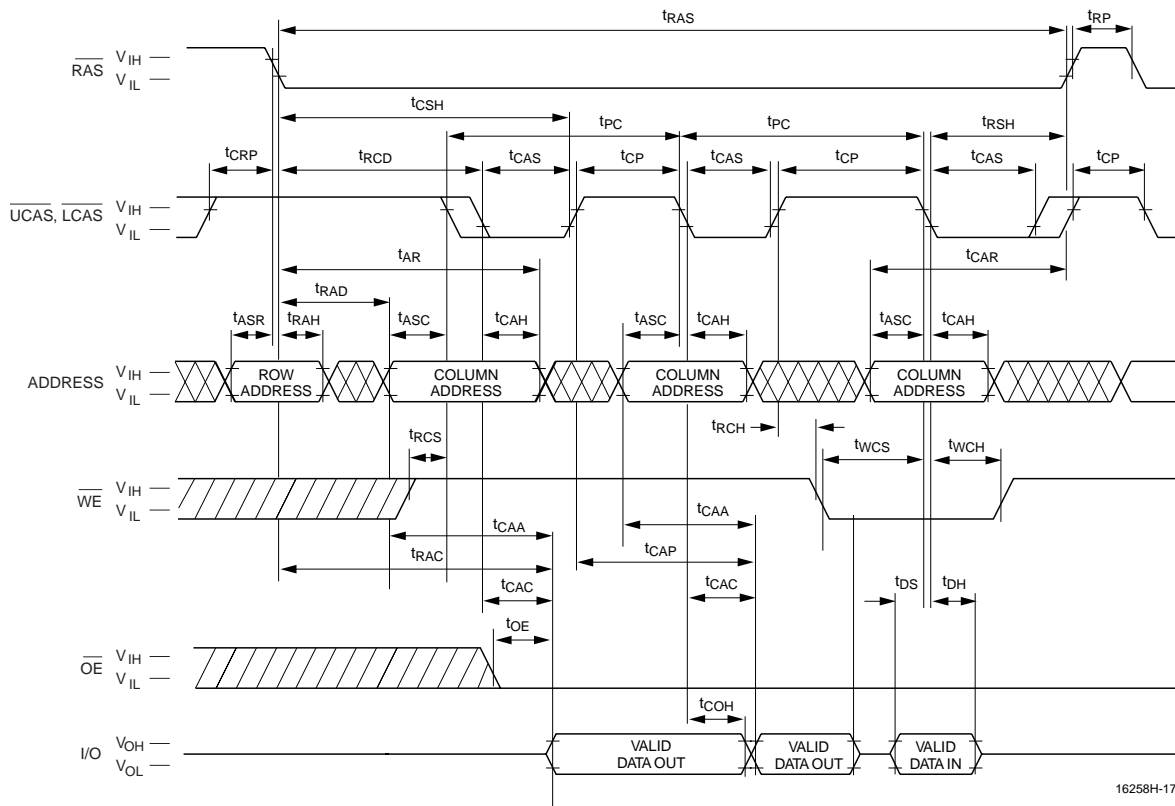 tRAS
tRP
RAS
VIH
VIL
tCSH
tPC
tPC
tRSH
tCRP
tRCD
tCAS
tCP
tCAS
tCP
tCAS
tCP
UCAS, LCAS
VIH
VIL
tAR
tCAR
tRAD
tASR
tRAH
tASC
tCAH
tASC
tCAH
tASC
tCAH
ADDRESS
VIH
VIL
ROW
ADDRESS
COLUMN
ADDRESS
COLUMN
ADDRESS
COLUMN
ADDRESS
tRCH
tRCS
tWCS
tWCH
WE
VIH
VIL
tCAA
tCAA
tRAC
tCAP
tCAC
tCAC
tDS
tDH
tOE
OE
VIH
VIL
tCOH
I/O
VOH
VOL
VALID
DATA OUT
VALID
DATA OUT
VALID
DATA IN
16258H-17